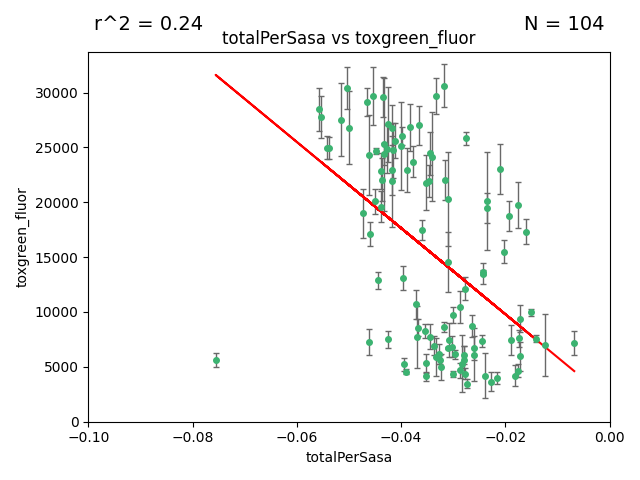 r^2 = 0.24 N = 104
totalPerSasa vs toxgreen_fluor
30000
25000
20000
15000
10000
5000
0
toxgreen_fluor
−0.10 −0.08 −0.06 −0.04 −0.02 0.00
totalPerSasa